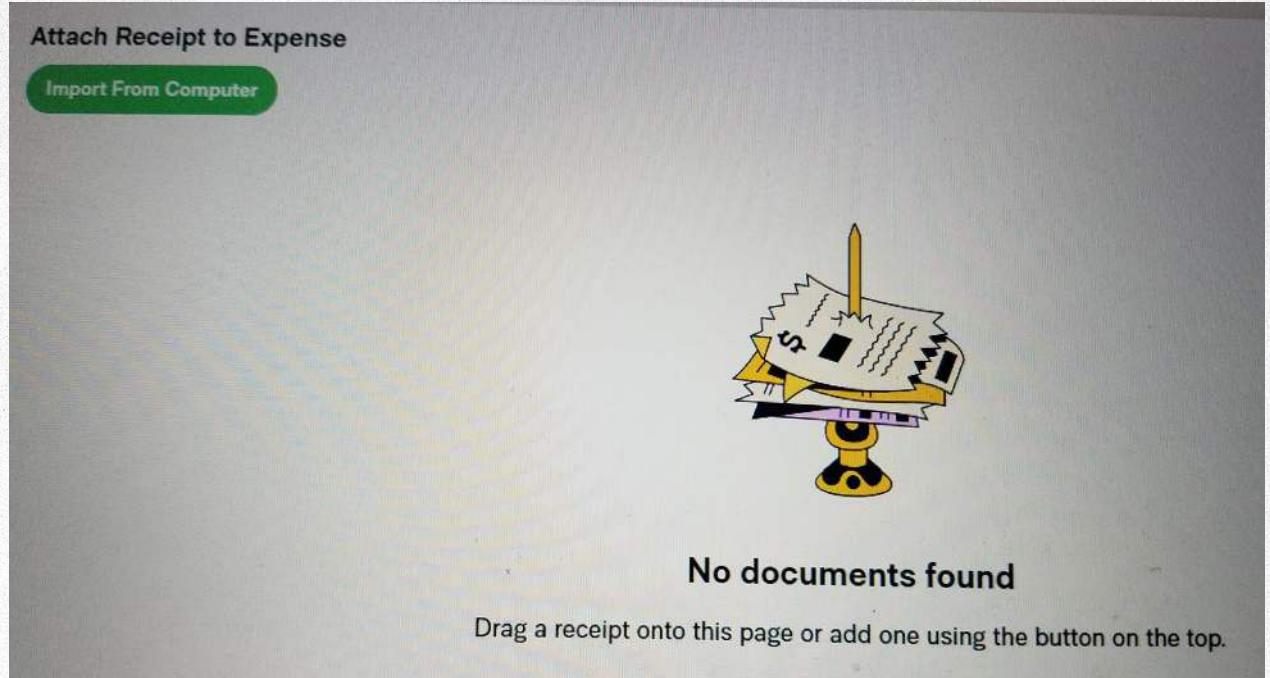 Attach Receipt to Expense
Import From Computer
$
No documents found
Drag a receipt onto this page or add one using the button on the top.